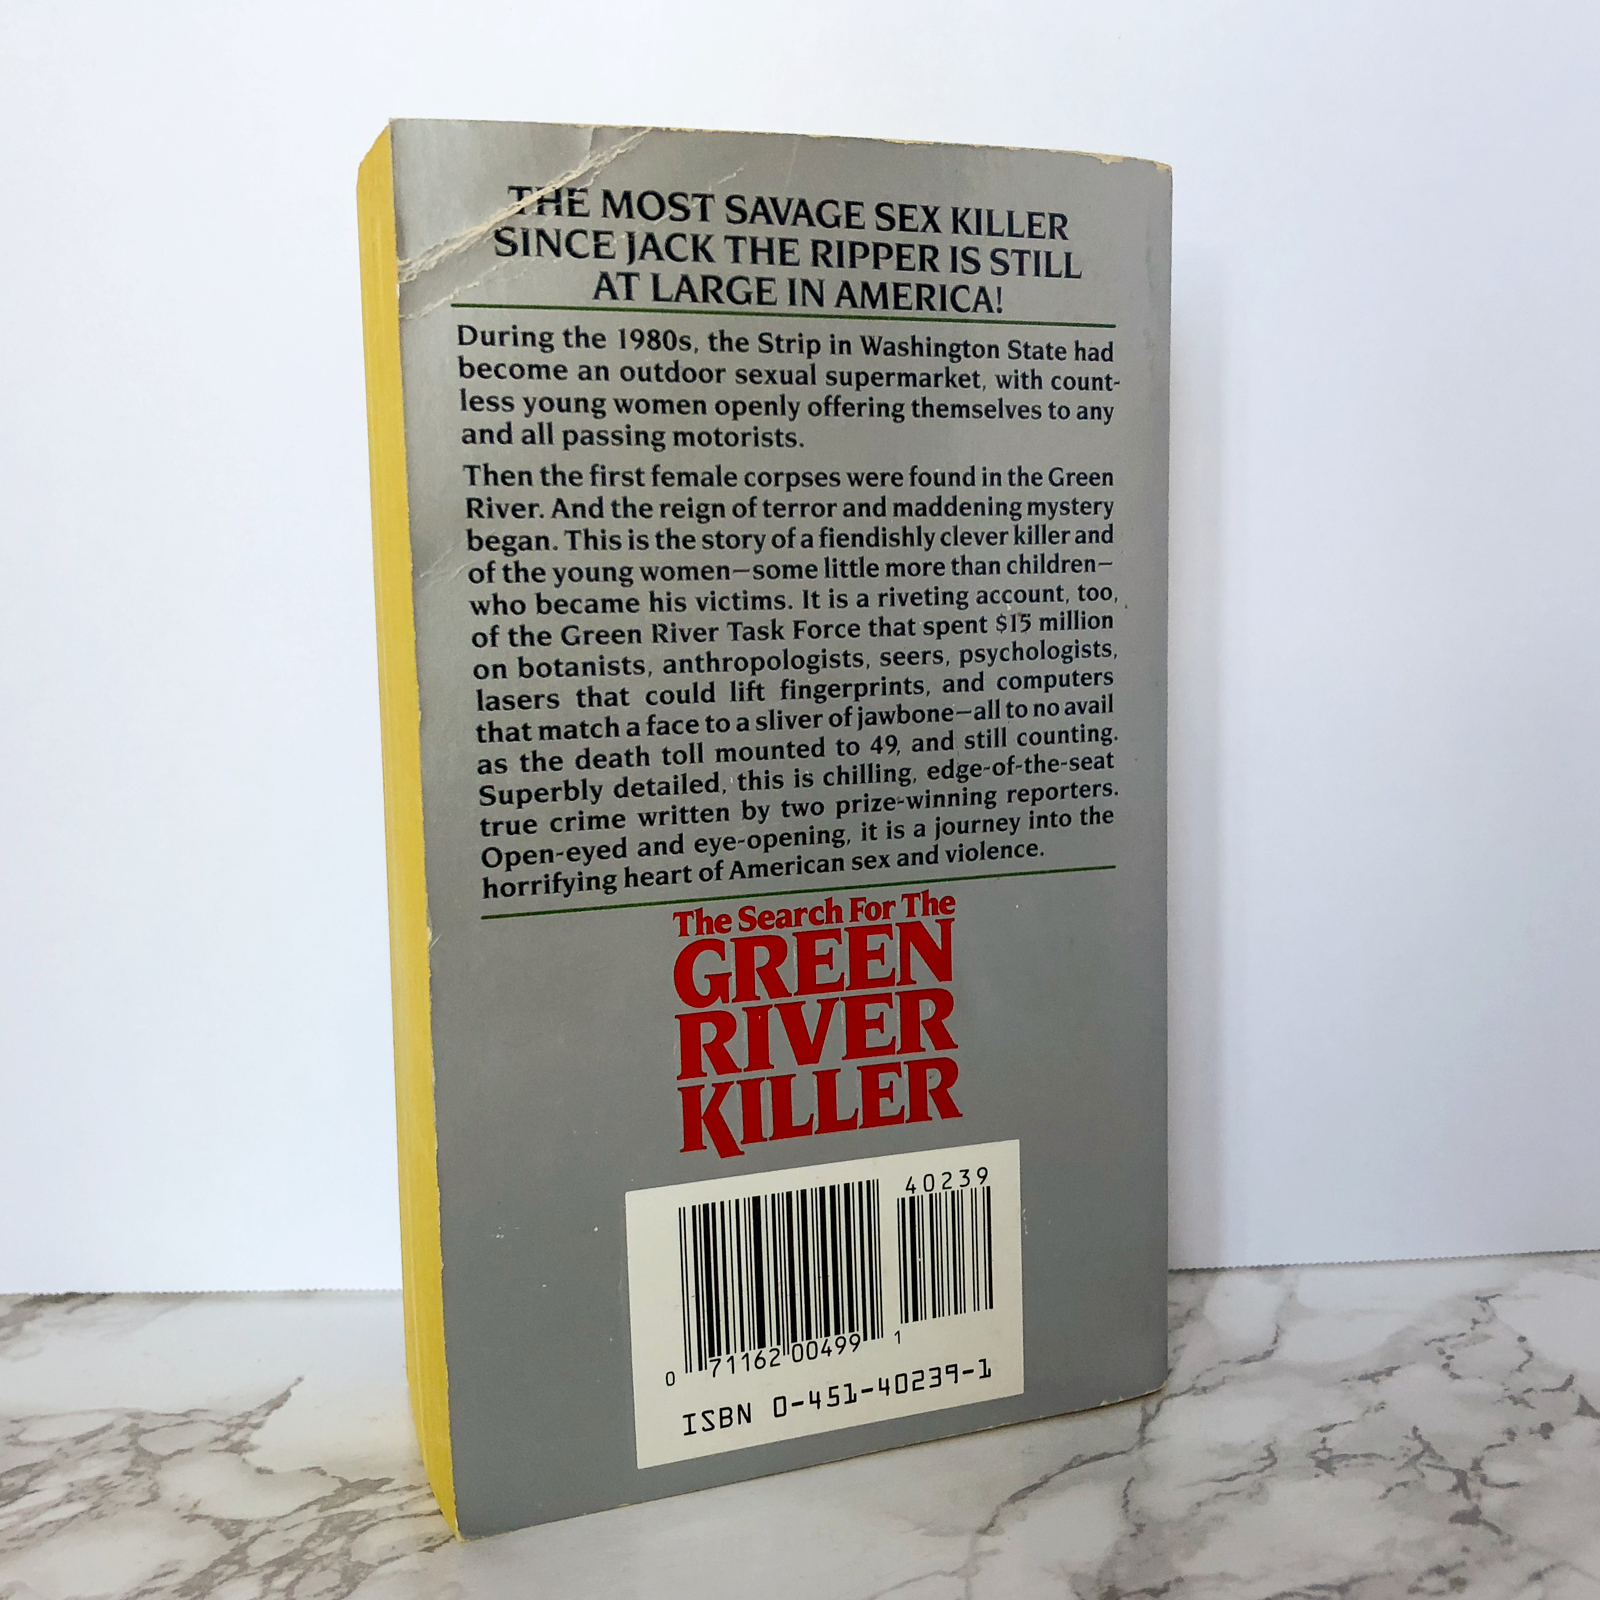 THE MOST SAVAGE SEX KILLER
SINCE JACK THE RIPPER IS STILL
AT LARGE IN AMERICA!
During the 1980s, the Strip in Washington State had
become an outdoor sexual supermarket, with count-
less young women openly offering themselves to any
and all passing motorists.
Then the first female corpses were found in the Green
River. And the reign of terror and maddening mystery
began. This is the story of a fiendishly clever killer and
of the young women—some little more than children—
who became his victims. It is a riveting account, too,
of the Green River Task Force that spent $15 million
on botanists, anthropologists, seers, psychologists,
lasers that could lift fingerprints, and computers
that match a face to a sliver of jawbone—all to no avail
as the death toll mounted to 49, and still counting.
Superbly detailed, this is chilling, edge-of-the-seat
true crime written by two prize-winning reporters.
Open-eyed and eye-opening, it is a journey into the
horrifying heart of American sex and violence.
The Search For The
GREEN
RIVER
KILLER
40239
0 71162 00499 1
ISBN 0-451-40239-1